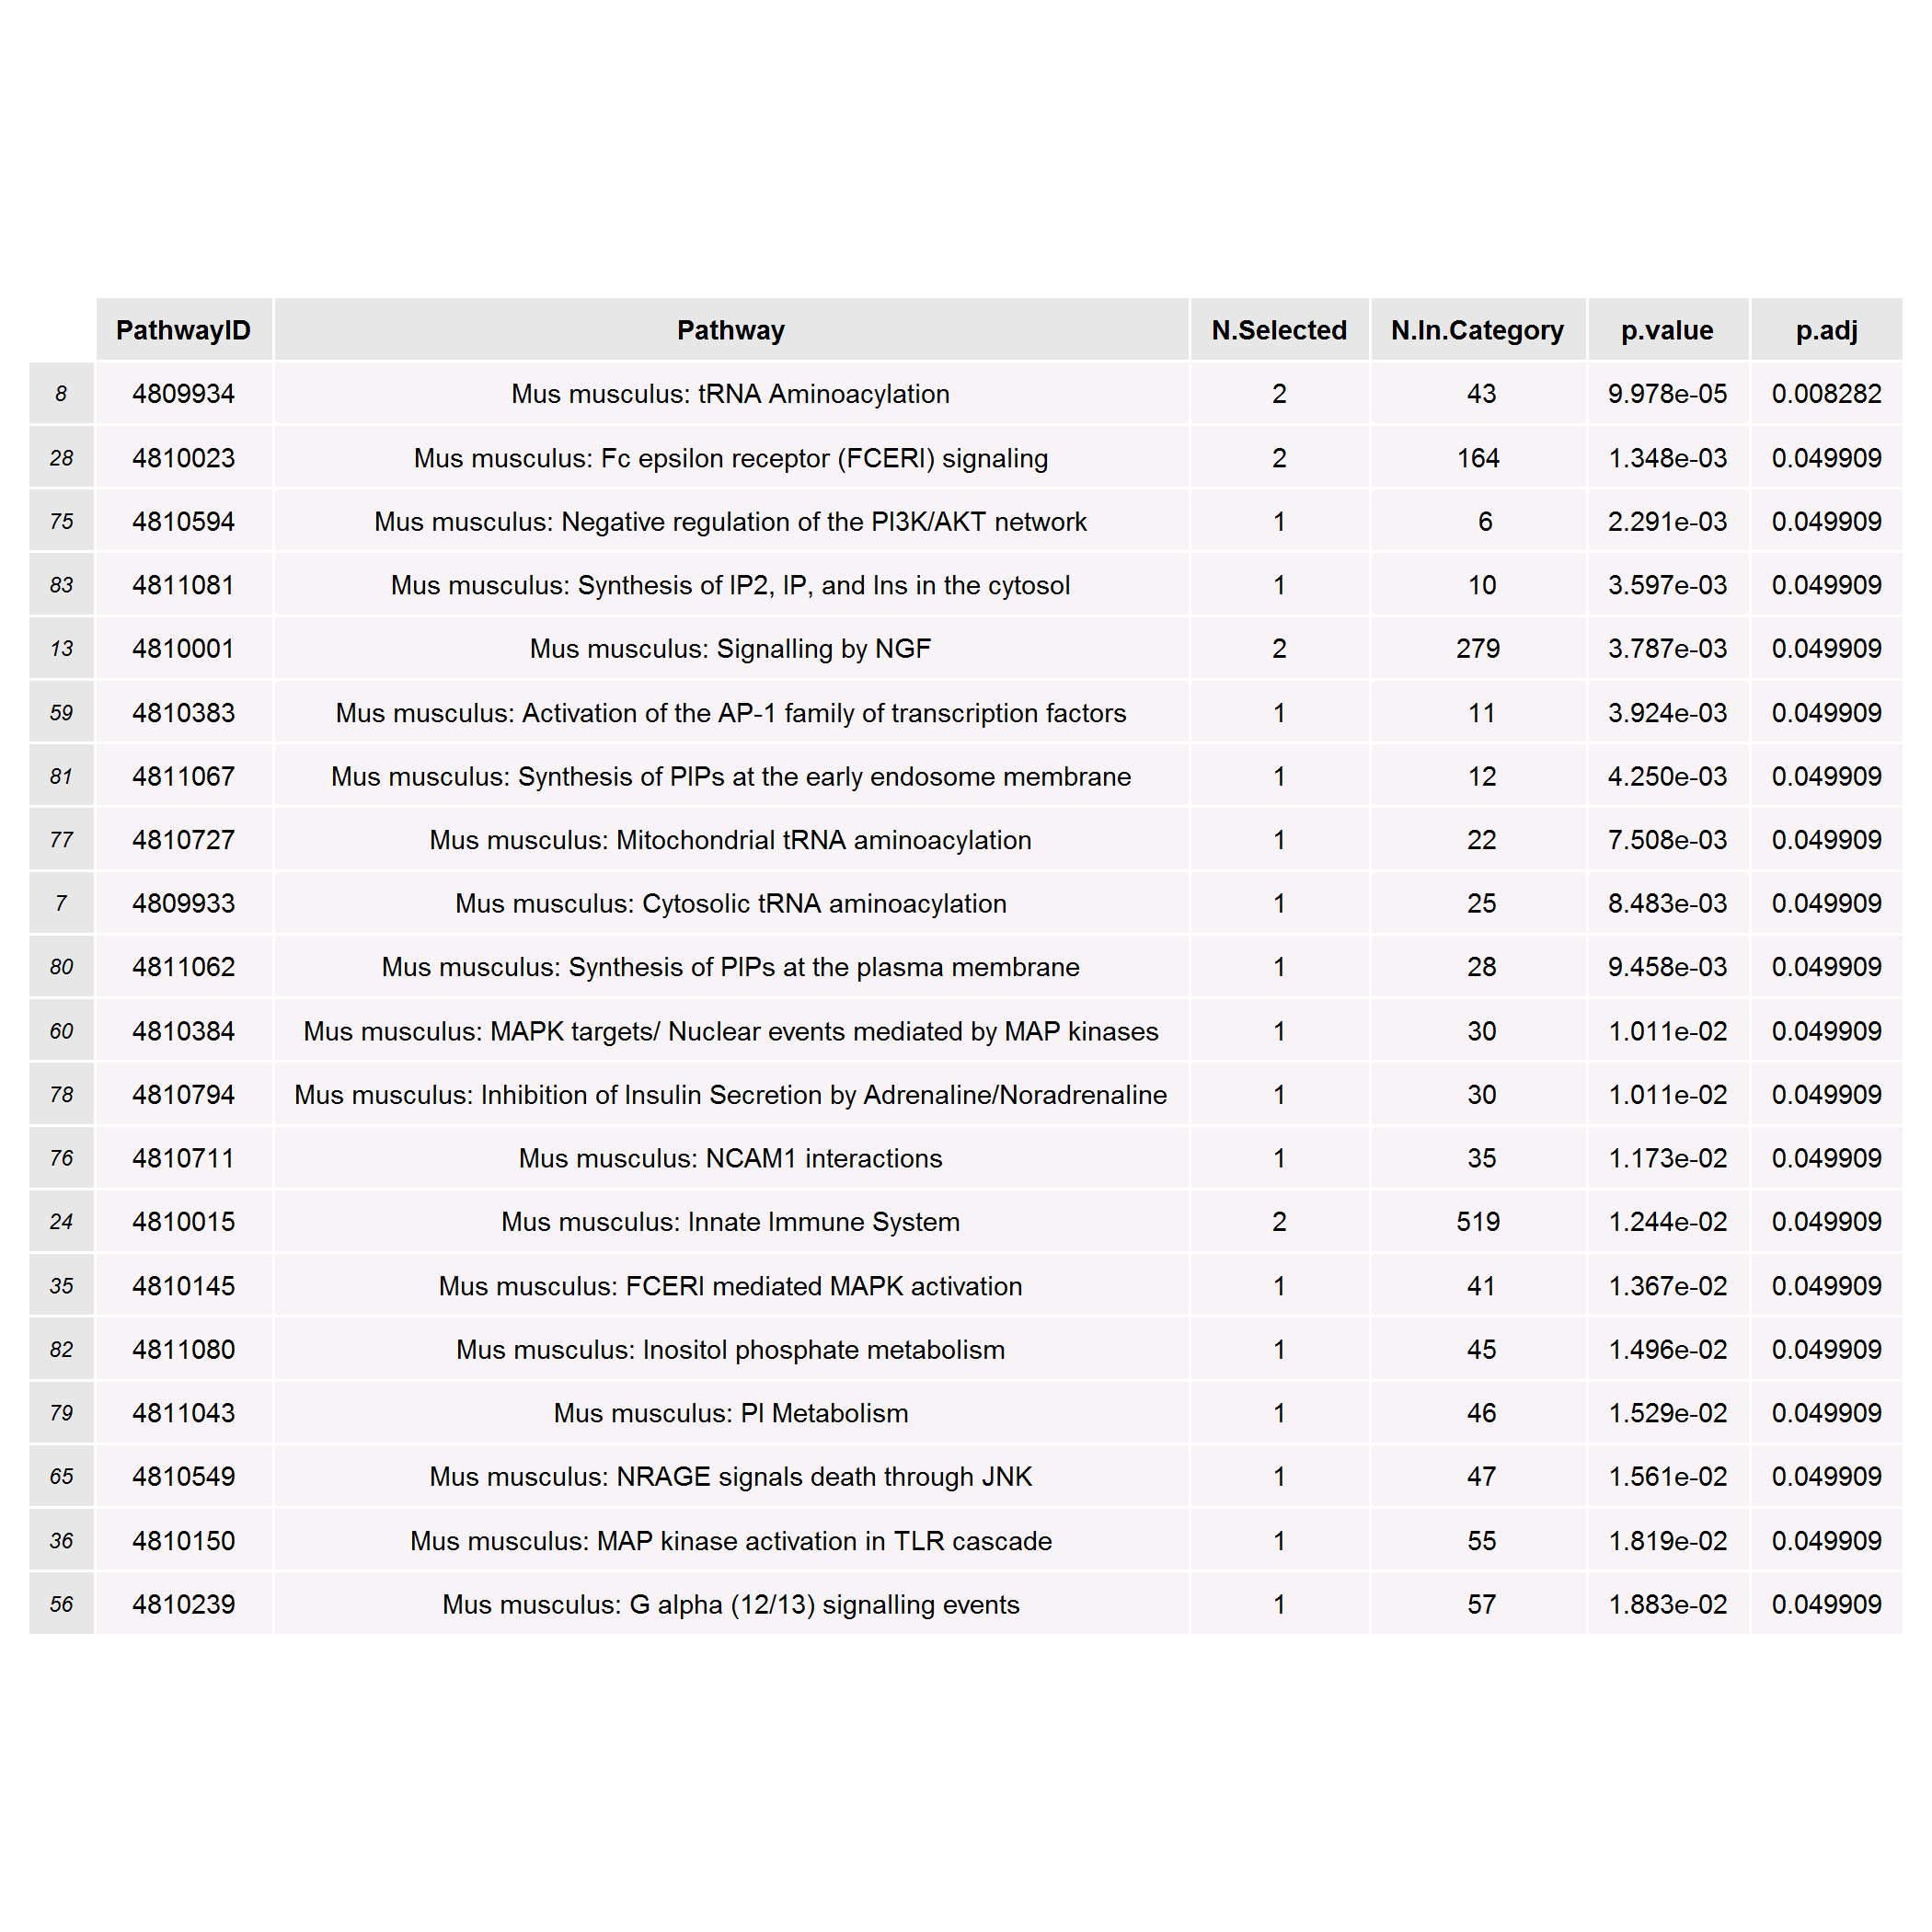 PathwayID Pathway N.Selected N.In.Category p.value p.adj
8 4809934 Mus musculus: tRNA Aminoacylation 2 43 9.978e-05 0.008282
28 4810023 Mus musculus: Fc epsilon receptor (FCERI) signaling 2 164 1.348e-03 0.049909
75 4810594 Mus musculus: Negative regulation of the PI3K/AKT network 1 6 2.291e-03 0.049909
83 4811081 Mus musculus: Synthesis of IP2, IP, and Ins in the cytosol 1 10 3.597e-03 0.049909
13 4810001 Mus musculus: Signalling by NGF 2 279 3.787e-03 0.049909
59 4810383 Mus musculus: Activation of the AP-1 family of transcription factors 1 11 3.924e-03 0.049909
81 4811067 Mus musculus: Synthesis of PIPs at the early endosome membrane 1 12 4.250e-03 0.049909
77 4810727 Mus musculus: Mitochondrial tRNA aminoacylation 1 22 7.508e-03 0.049909
7 4809933 Mus musculus: Cytosolic tRNA aminoacylation 1 25 8.483e-03 0.049909
80 4811062 Mus musculus: Synthesis of PIPs at the plasma membrane 1 28 9.458e-03 0.049909
60 4810384 Mus musculus: MAPK targets/ Nuclear events mediated by MAP kinases 1 30 1.011e-02 0.049909
78 4810794 Mus musculus: Inhibition of Insulin Secretion by Adrenaline/Noradrenaline 1 30 1.011e-02 0.049909
76 4810711 Mus musculus: NCAM1 interactions 1 35 1.173e-02 0.049909
24 4810015 Mus musculus: Innate Immune System 2 519 1.244e-02 0.049909
35 4810145 Mus musculus: FCERI mediated MAPK activation 1 41 1.367e-02 0.049909
82 4811080 Mus musculus: Inositol phosphate metabolism 1 45 1.496e-02 0.049909
79 4811043 Mus musculus: PI Metabolism 1 46 1.529e-02 0.049909
65 4810549 Mus musculus: NRAGE signals death through JNK 1 47 1.561e-02 0.049909
36 4810150 Mus musculus: MAP kinase activation in TLR cascade 1 55 1.819e-02 0.049909
56 4810239 Mus musculus: G alpha (12/13) signalling events 1 57 1.883e-02 0.049909